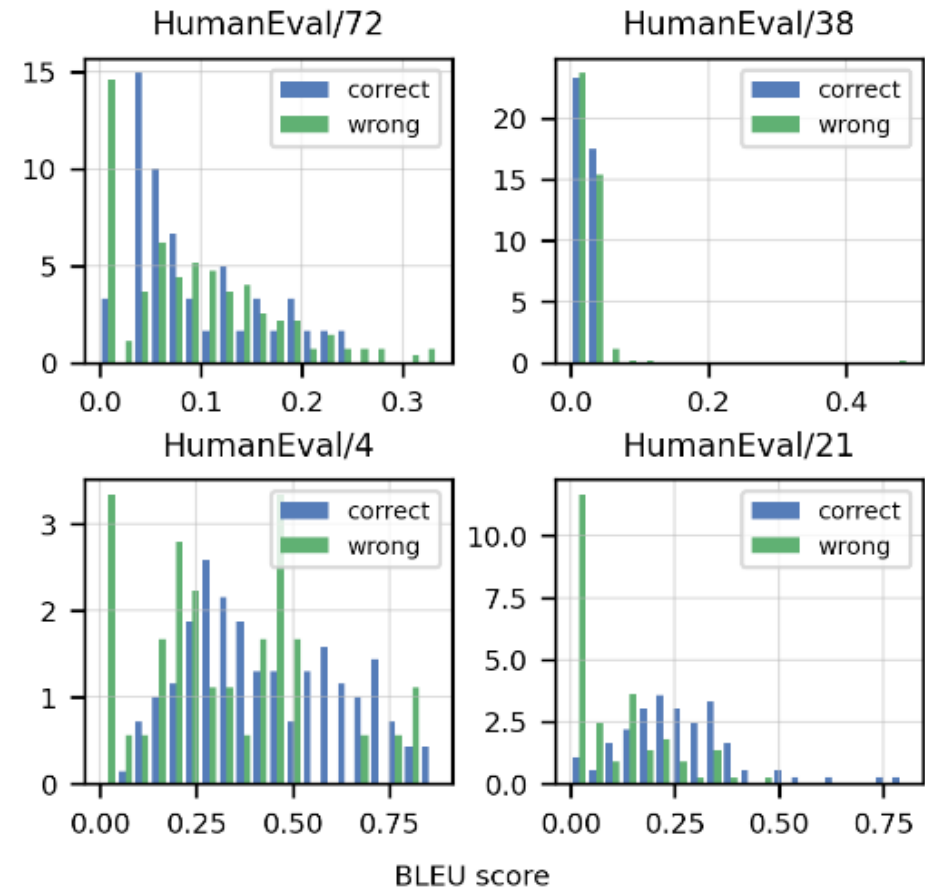 HumanEval/72
correct
wrong
15
10
5
0
0.0 0.1 0.2 0.3
HumanEval/38
correct
wrong
20
15
10
5
0
0.0 0.2 0.4
HumanEval/4
correct
wrong
3
2
1
0
0.00 0.25 0.50 0.75
HumanEval/21
correct
wrong
10.0
7.5
5.0
2.5
0.0
0.00 0.25 0.50 0.75
BLEU score